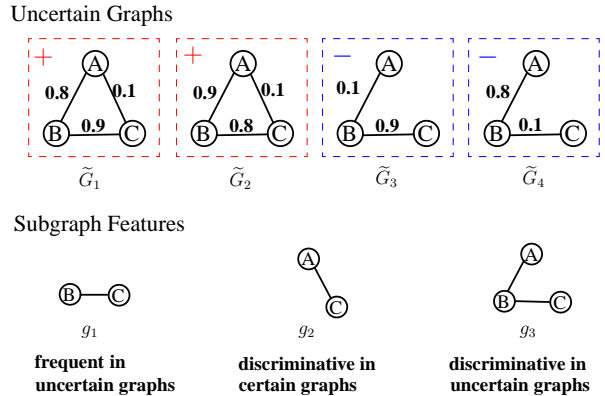 Uncertain Graphs
+ + − −
A A A A
0.8 0.1 0.9 0.1 0.1 0.8
B 0.9 C B 0.8 C B 0.9 C B 0.1 C
G̃₁ G̃₂ G̃₃ G̃₄
Subgraph Features
A A
B C C B C
g₁ g₂ g₃
frequent in discriminative in discriminative in
uncertain graphs certain graphs uncertain graphs